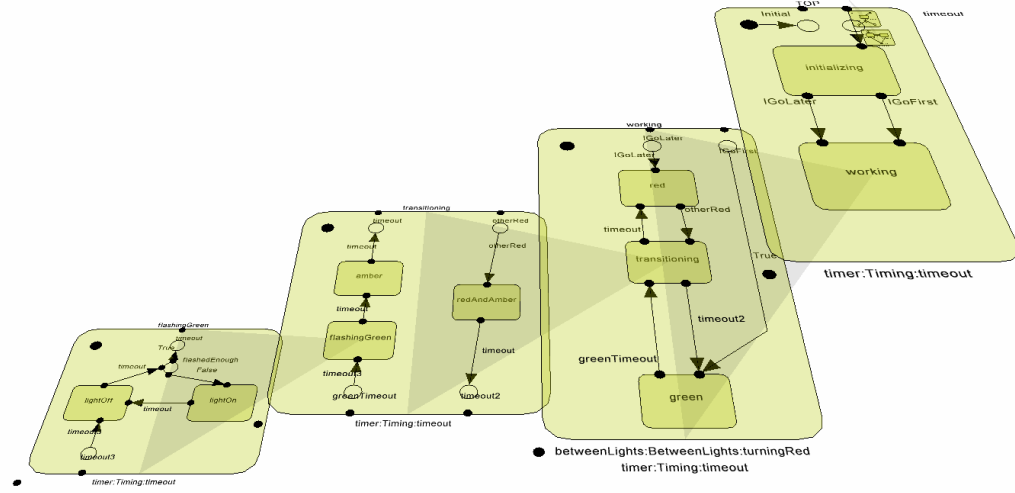 TOP
Initial
timeout
initializing
IGoLater
IGoFirst
working
timer:Timing:timeout
working
IGoLater
IGoFirst
IGoLater
red
otherRed
timeout
transitioning
True
timeout2
greenTimeout
green
betweenLights:BetweenLights:turningRed
timer:Timing:timeout
transitioning
timeout
otherRed
timeout
otherRed
amber
redAndAmber
timeout
flashingGreen
timeout
timeout3
greenTimeout
timeout2
timer:Timing:timeout
flashingGreen
timeout
True
flashedEnough
timeout
False
lightOff
lightOn
timeout
timeout3
timeout3
timer:Timing:timeout